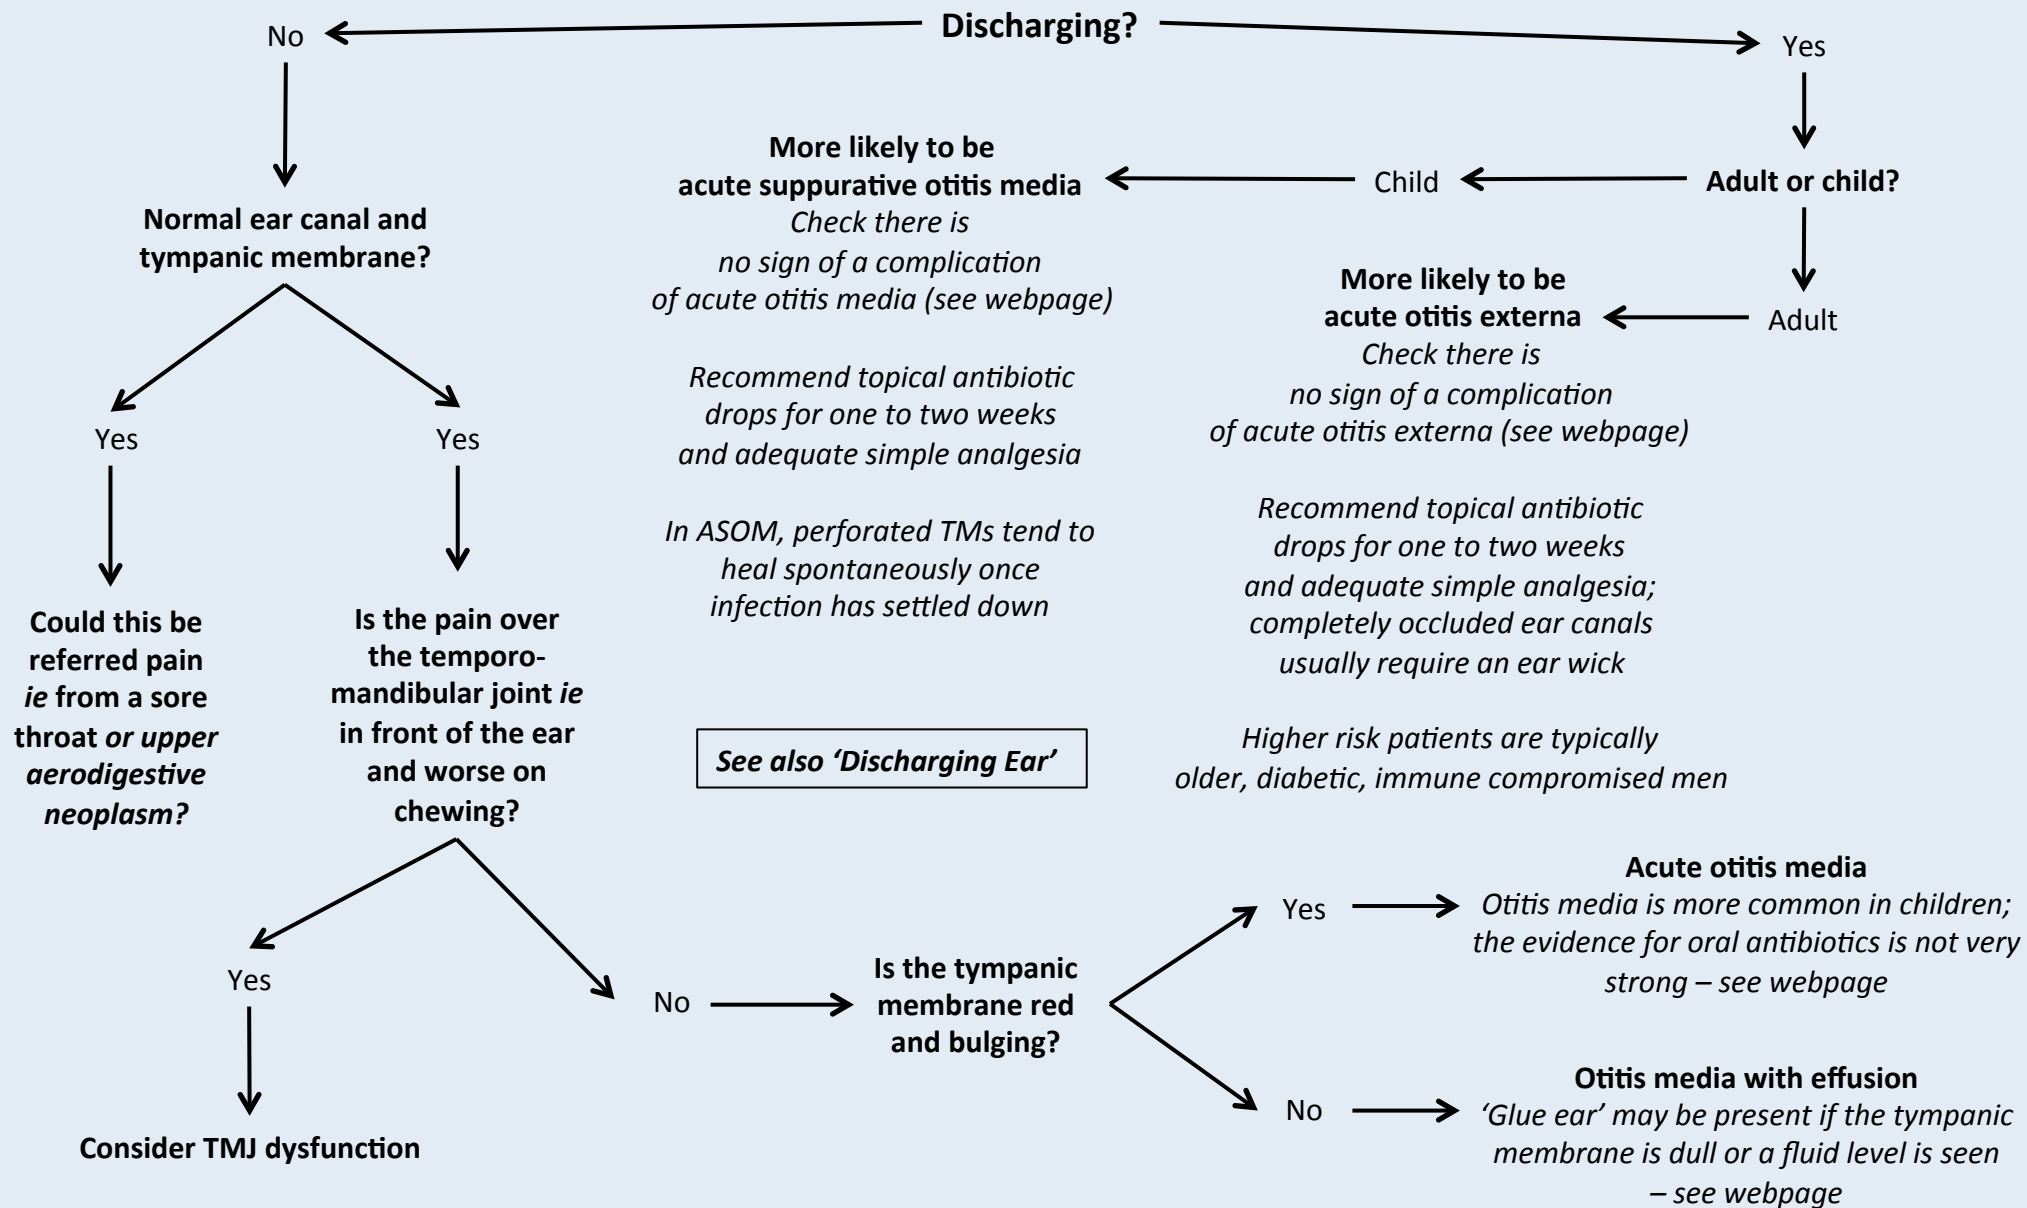 Discharging?
No
Yes
Normal ear canal and
tympanic membrane?
Yes
Yes
Could this be
referred pain
ie from a sore
throat or upper
aerodigestive
neoplasm?
Is the pain over
the temporo-
mandibular joint ie
in front of the ear
and worse on
chewing?
More likely to be
acute suppurative otitis media
Check there is
no sign of a complication
of acute otitis media (see webpage)
Recommend topical antibiotic
drops for one to two weeks
and adequate simple analgesia
In ASOM, perforated TMs tend to
heal spontaneously once
infection has settled down
See also ‘Discharging Ear’
Child
Adult or child?
Adult
More likely to be
acute otitis externa
Check there is
no sign of a complication
of acute otitis externa (see webpage)
Recommend topical antibiotic
drops for one to two weeks
and adequate simple analgesia;
completely occluded ear canals
usually require an ear wick
Higher risk patients are typically
older, diabetic, immune compromised men
Yes
Consider TMJ dysfunction
No
Is the tympanic
membrane red
and bulging?
Yes
Acute otitis media
Otitis media is more common in children;
the evidence for oral antibiotics is not very
strong – see webpage
No
Otitis media with effusion
‘Glue ear’ may be present if the tympanic
membrane is dull or a fluid level is seen
– see webpage